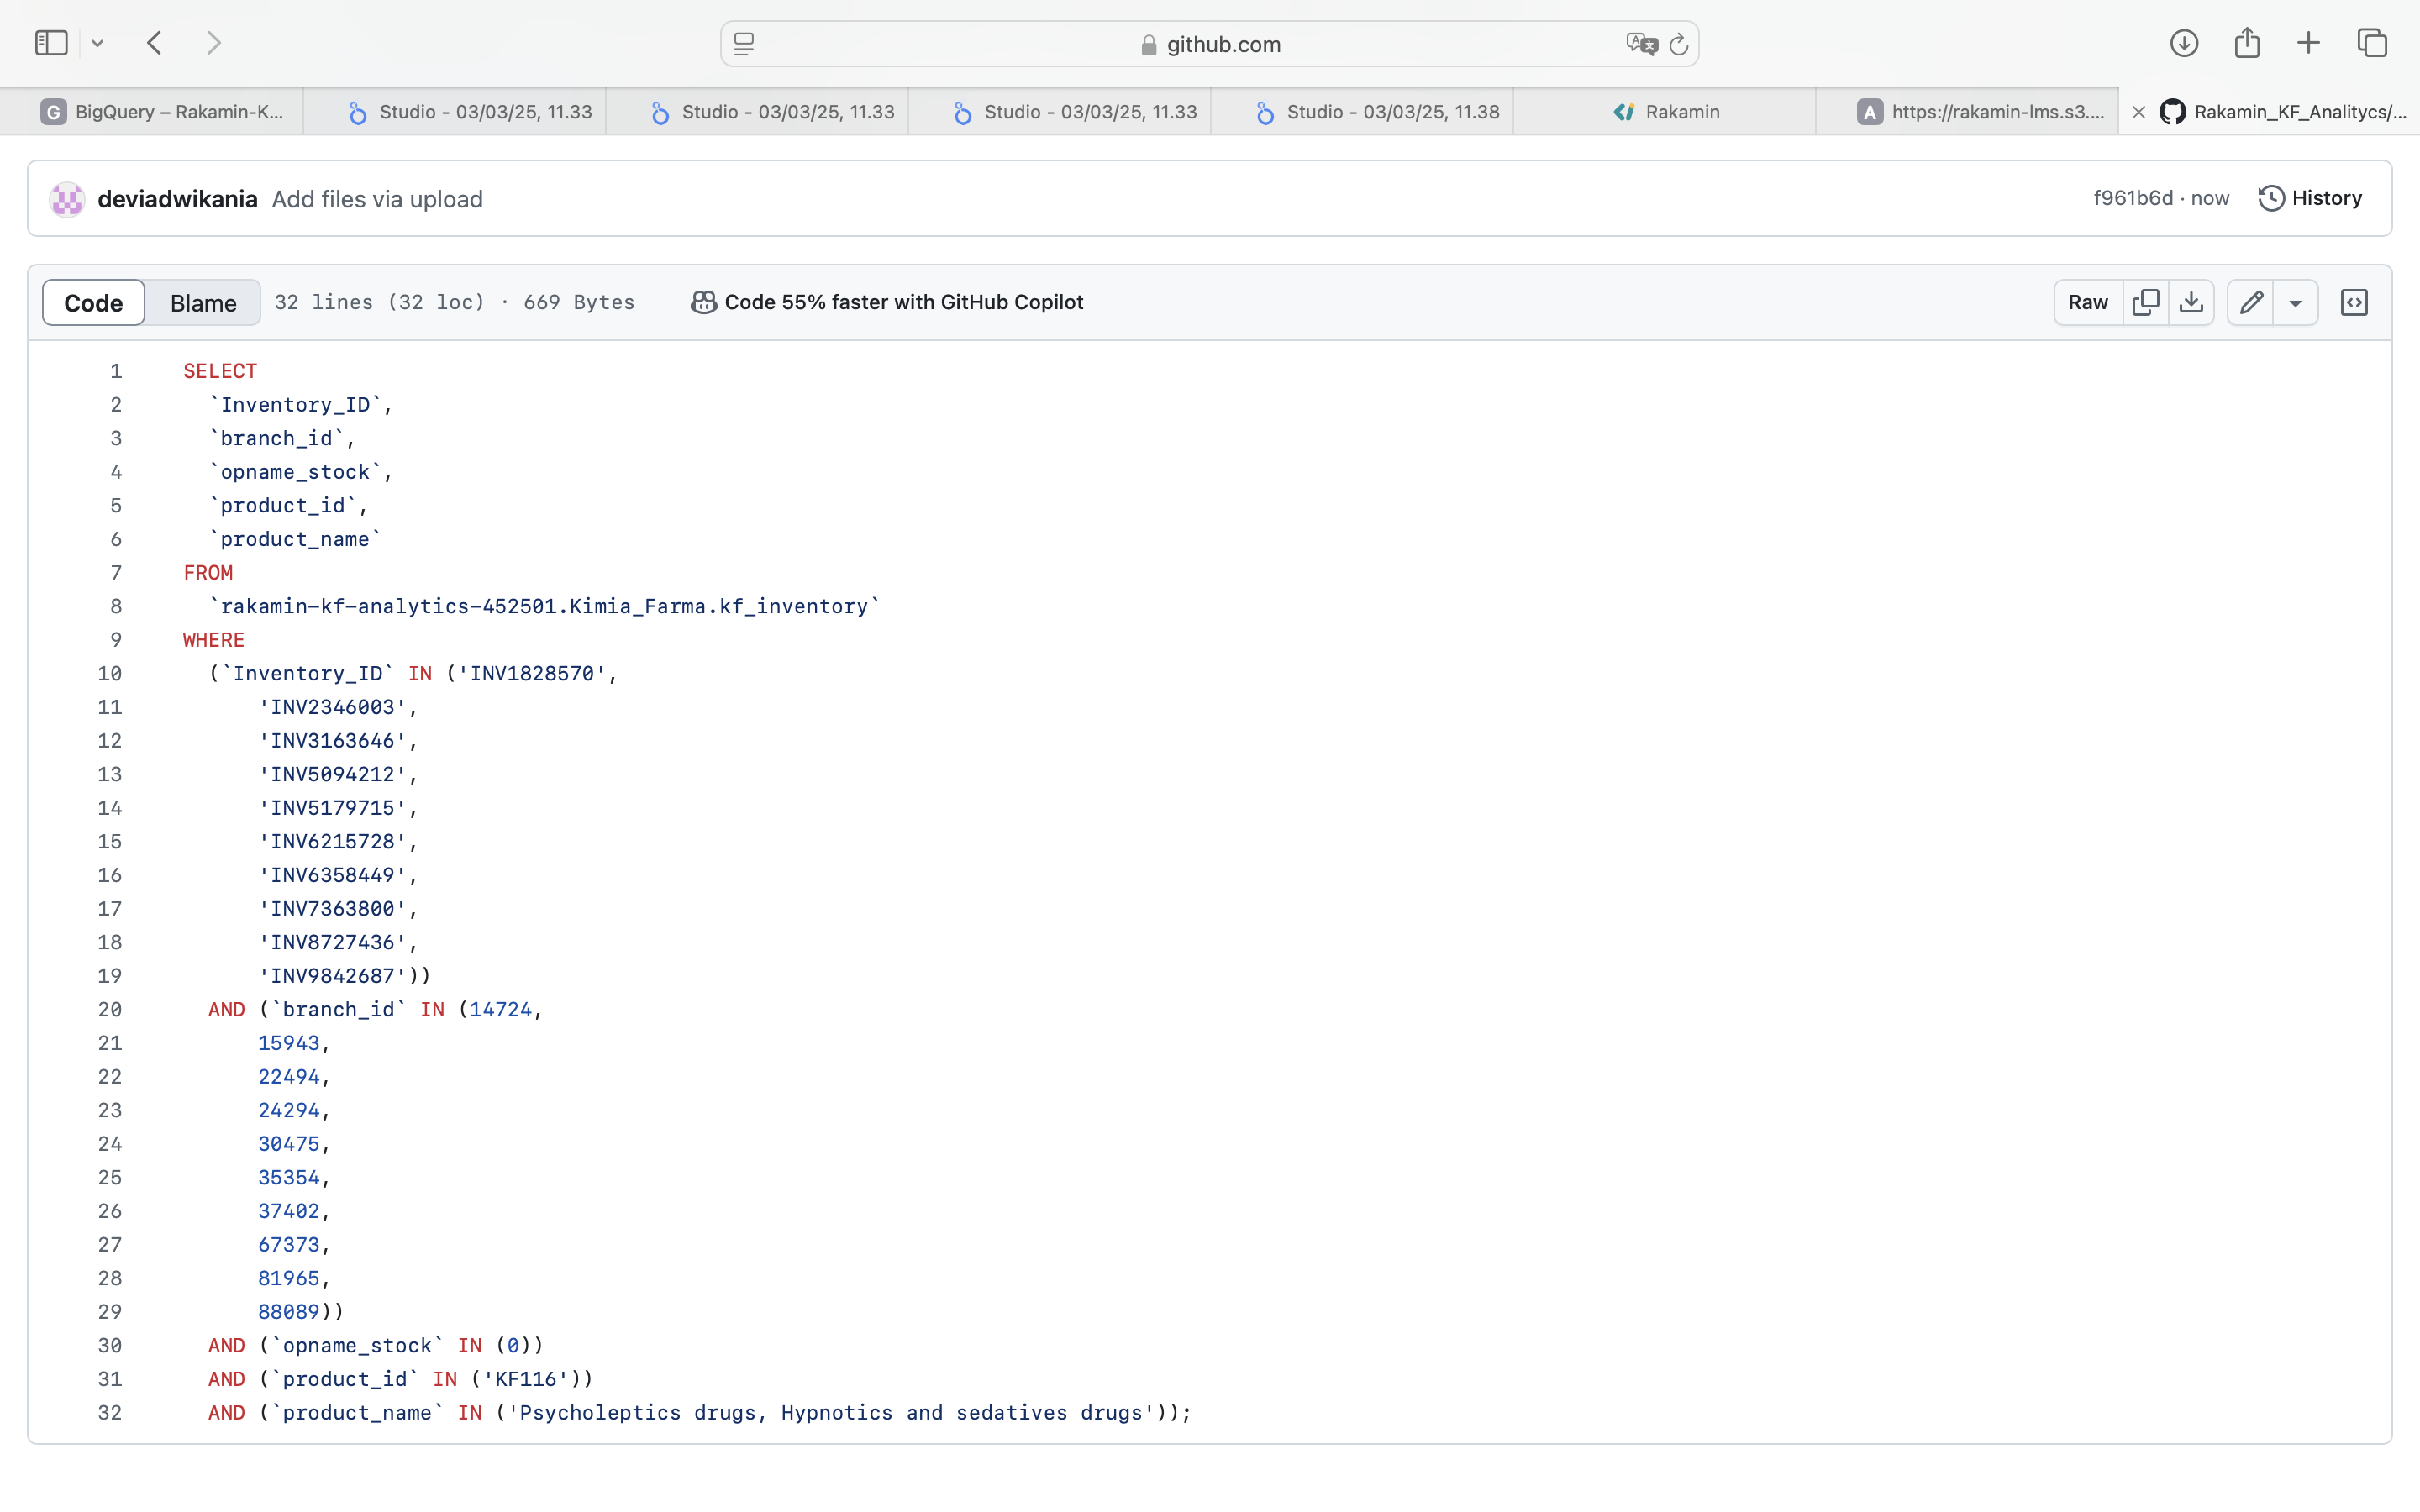 github.com
BigQuery – Rakamin-K...
Studio - 03/03/25, 11.33
Studio - 03/03/25, 11.33
Studio - 03/03/25, 11.33
Studio - 03/03/25, 11.38
Rakamin
https://rakamin-lms.s3....
Rakamin_KF_Analitycs/...
deviadwikania Add files via upload
f961b6d · now
History
Code
Blame
32 lines (32 loc) · 669 Bytes
Code 55% faster with GitHub Copilot
Raw
1 SELECT
2 `Inventory_ID`,
3 `branch_id`,
4 `opname_stock`,
5 `product_id`,
6 `product_name`
7 FROM
8 `rakamin-kf-analytics-452501.Kimia_Farma.kf_inventory`
9 WHERE
10 (`Inventory_ID` IN ('INV1828570',
11 'INV2346003',
12 'INV3163646',
13 'INV5094212',
14 'INV5179715',
15 'INV6215728',
16 'INV6358449',
17 'INV7363800',
18 'INV8727436',
19 'INV9842687'))
20 AND (`branch_id` IN (14724,
21 15943,
22 22494,
23 24294,
24 30475,
25 35354,
26 37402,
27 67373,
28 81965,
29 88089))
30 AND (`opname_stock` IN (0))
31 AND (`product_id` IN ('KF116'))
32 AND (`product_name` IN ('Psycholeptics drugs, Hypnotics and sedatives drugs'));